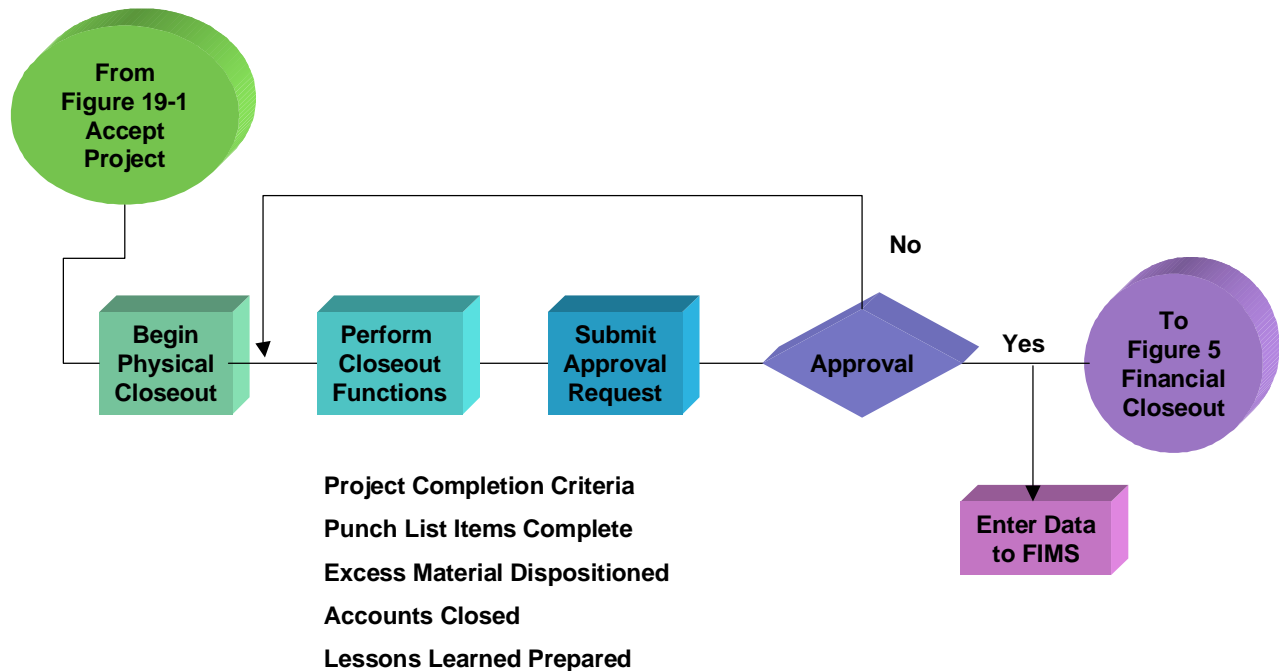 From
Figure 19-1
Accept
Project
No
Begin
Physical
Closeout
Perform
Closeout
Functions
Submit
Approval
Request
Approval
Yes
To
Figure 5
Financial
Closeout
Project Completion Criteria
Punch List Items Complete
Excess Material Dispositioned
Accounts Closed
Lessons Learned Prepared
Enter Data
to FIMS